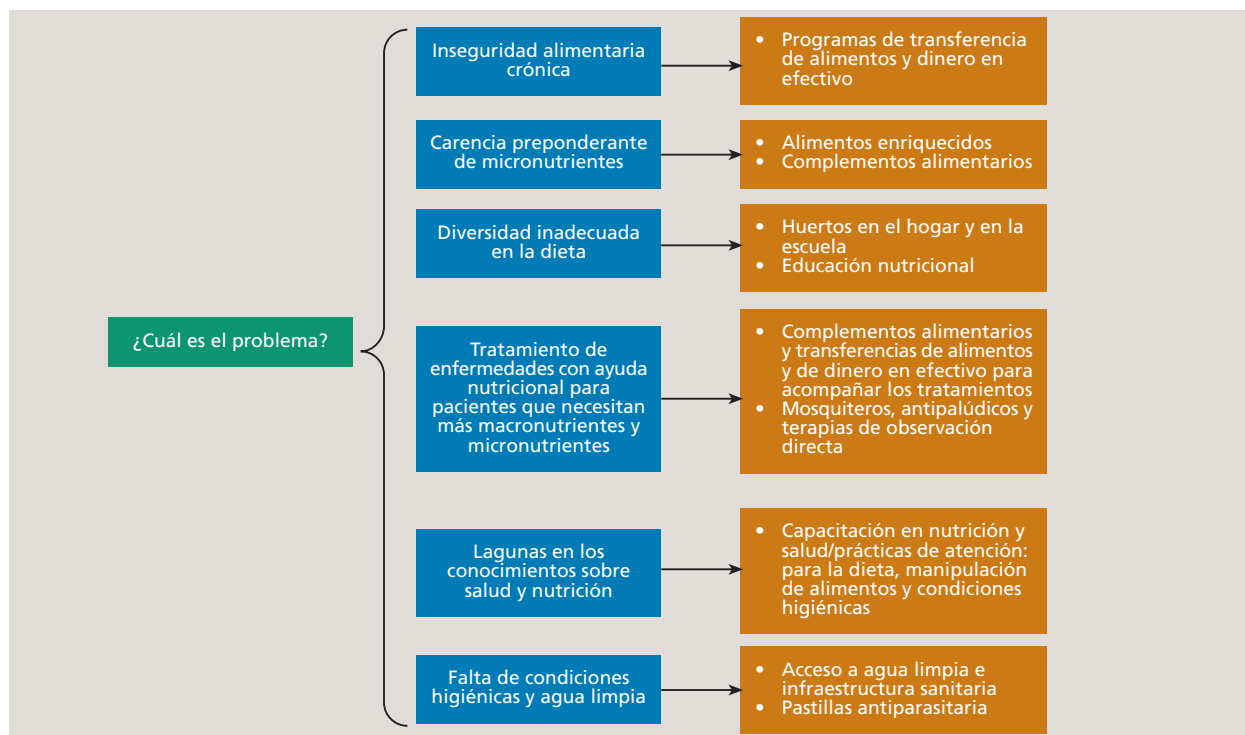 ¿Cuál es el problema?
Inseguridad alimentaria
crónica
• Programas de transferencia
de alimentos y dinero en
efectivo
Carencia preponderante
de micronutrientes
• Alimentos enriquecidos
• Complementos alimentarios
Diversidad inadecuada
en la dieta
• Huertos en el hogar y en la
escuela
• Educación nutricional
Tratamiento de
enfermedades con ayuda
nutricional para
pacientes que necesitan
más macronutrientes y
micronutrientes
• Complementos alimentarios
y transferencias de alimentos
y de dinero en efectivo para
acompañar los tratamientos
• Mosquiteros, antipalúdicos y
terapias de observación
directa
Lagunas en los
conocimientos sobre
salud y nutrición
• Capacitación en nutrición y
salud/prácticas de atención:
para la dieta, manipulación
de alimentos y condiciones
higiénicas
Falta de condiciones
higiénicas y agua limpia
• Acceso a agua limpia e
infraestructura sanitaria
• Pastillas antiparasitaria